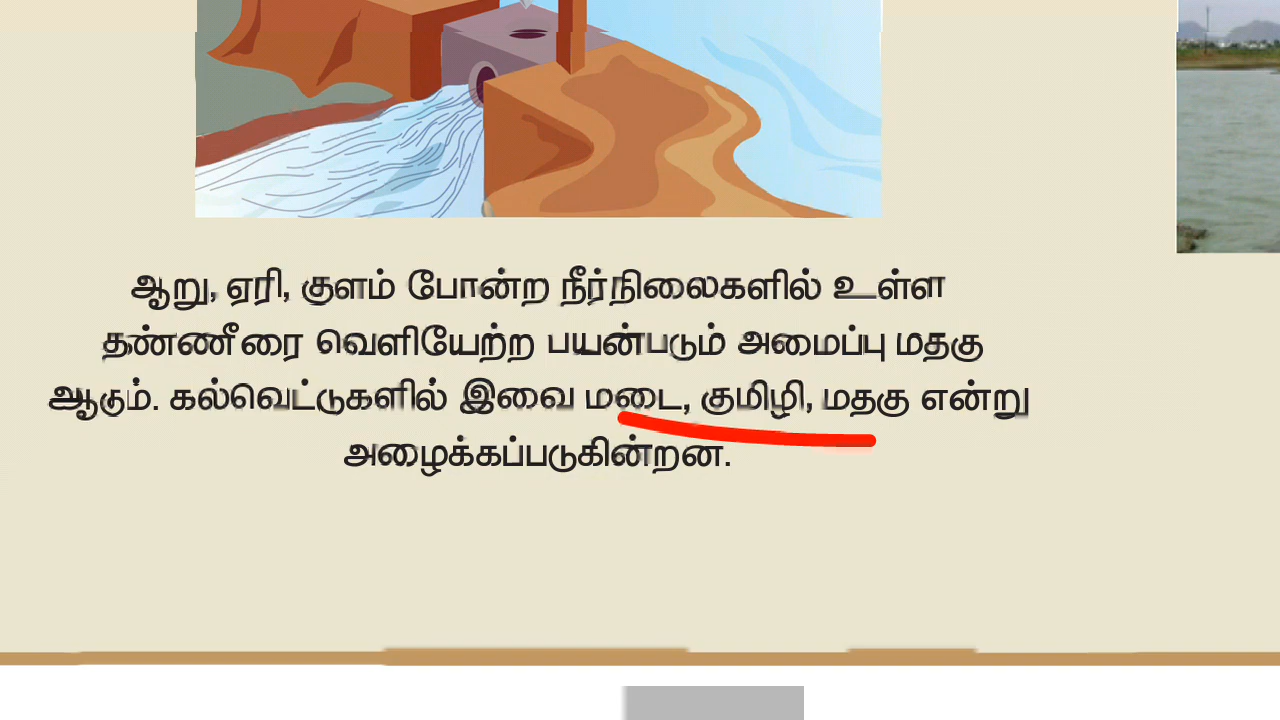 ஆறு, ஏரி, குளம் போன்ற நீர்நிலைகளில் உள்ள
தண்ணீரை வெளியேற்ற பயன்படும் அமைப்பு மதகு
ஆகும். கல்வெட்டுகளில் இவை மடை, குமிழி, மதகு என்று
அழைக்கப்படுகின்றன.